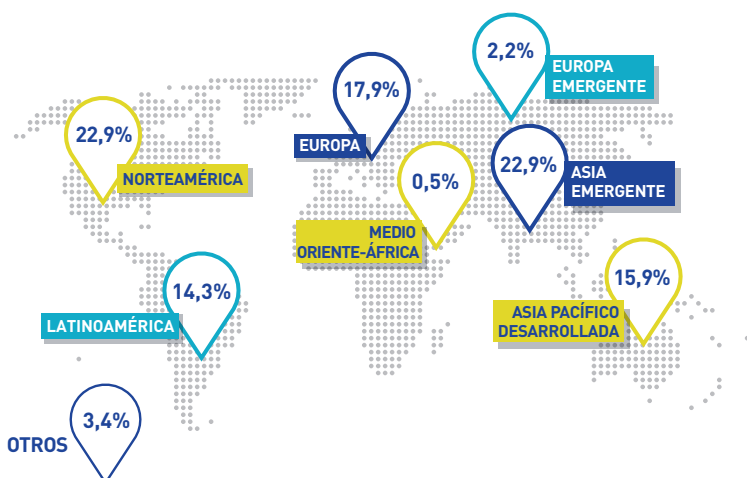 2,2%
EUROPA
EMERGENTE
17,9%
EUROPA
22,9%
NORTEAMÉRICA
22,9%
ASIA
EMERGENTE
0,5%
MEDIO
ORIENTE-ÁFRICA
14,3%
LATINOAMÉRICA
15,9%
ASIA PACÍFICO
DESARROLLADA
3,4%
OTROS